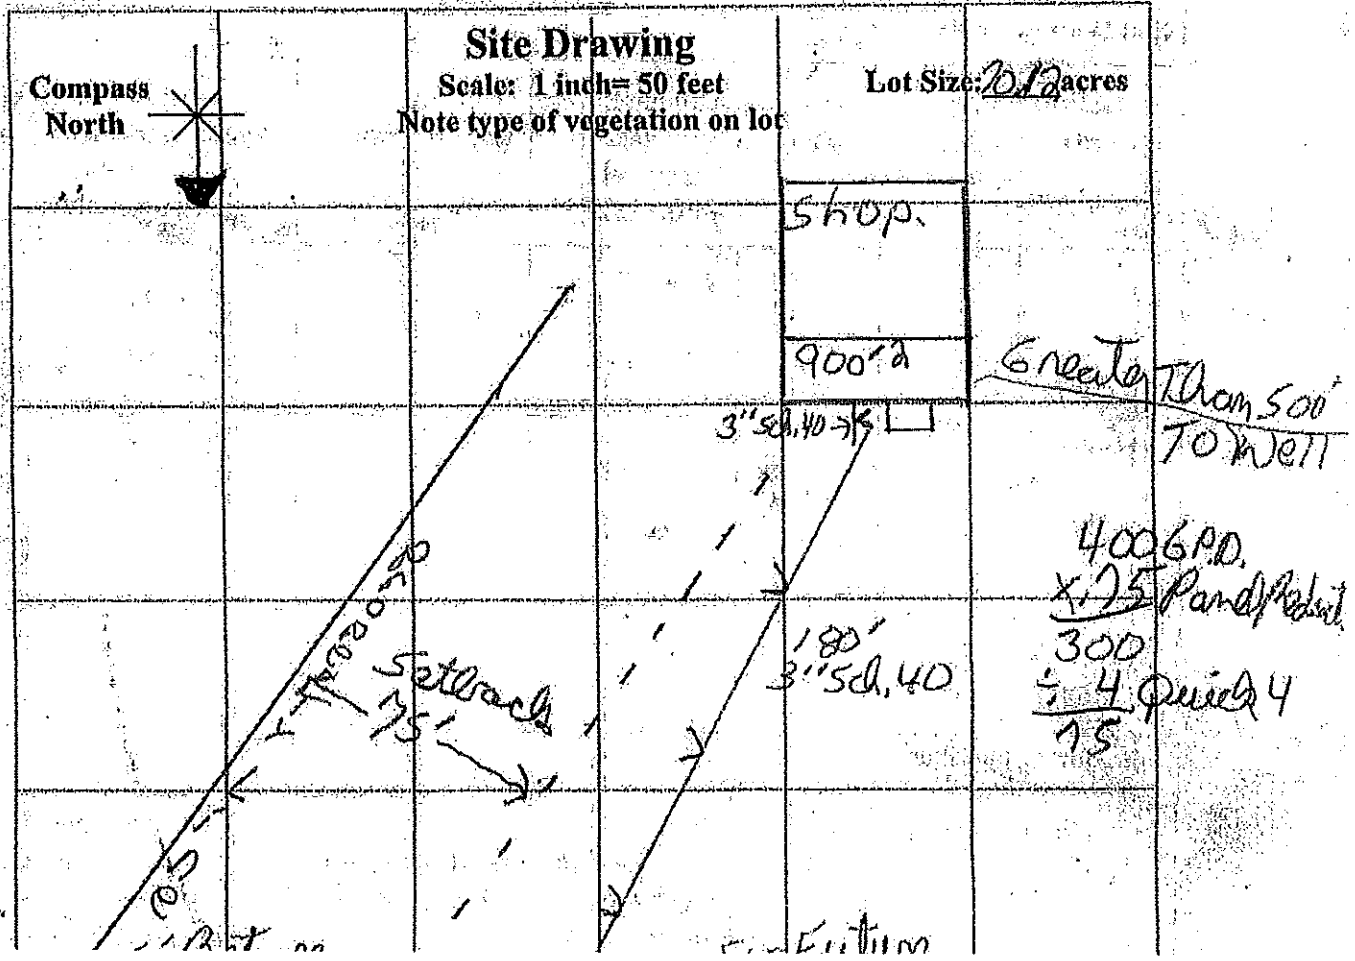 Site Drawing
Compass
North
Scale: 1 inch= 50 feet
Note type of vegetation on lot
Lot Size: 20.12 acres
Shop.
900'2
Greater Than 500'
To Well
3" Sch. 40
400 G.P.D.
X.75
300
÷ 4 Quick 4
75
180'
3" Sch. 40
Setback
75'